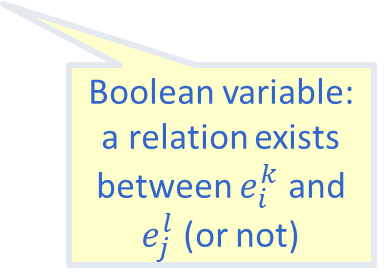 Boolean variable:
a relation exists
between $e_i^k$ and
$e_j^l$ (or not)